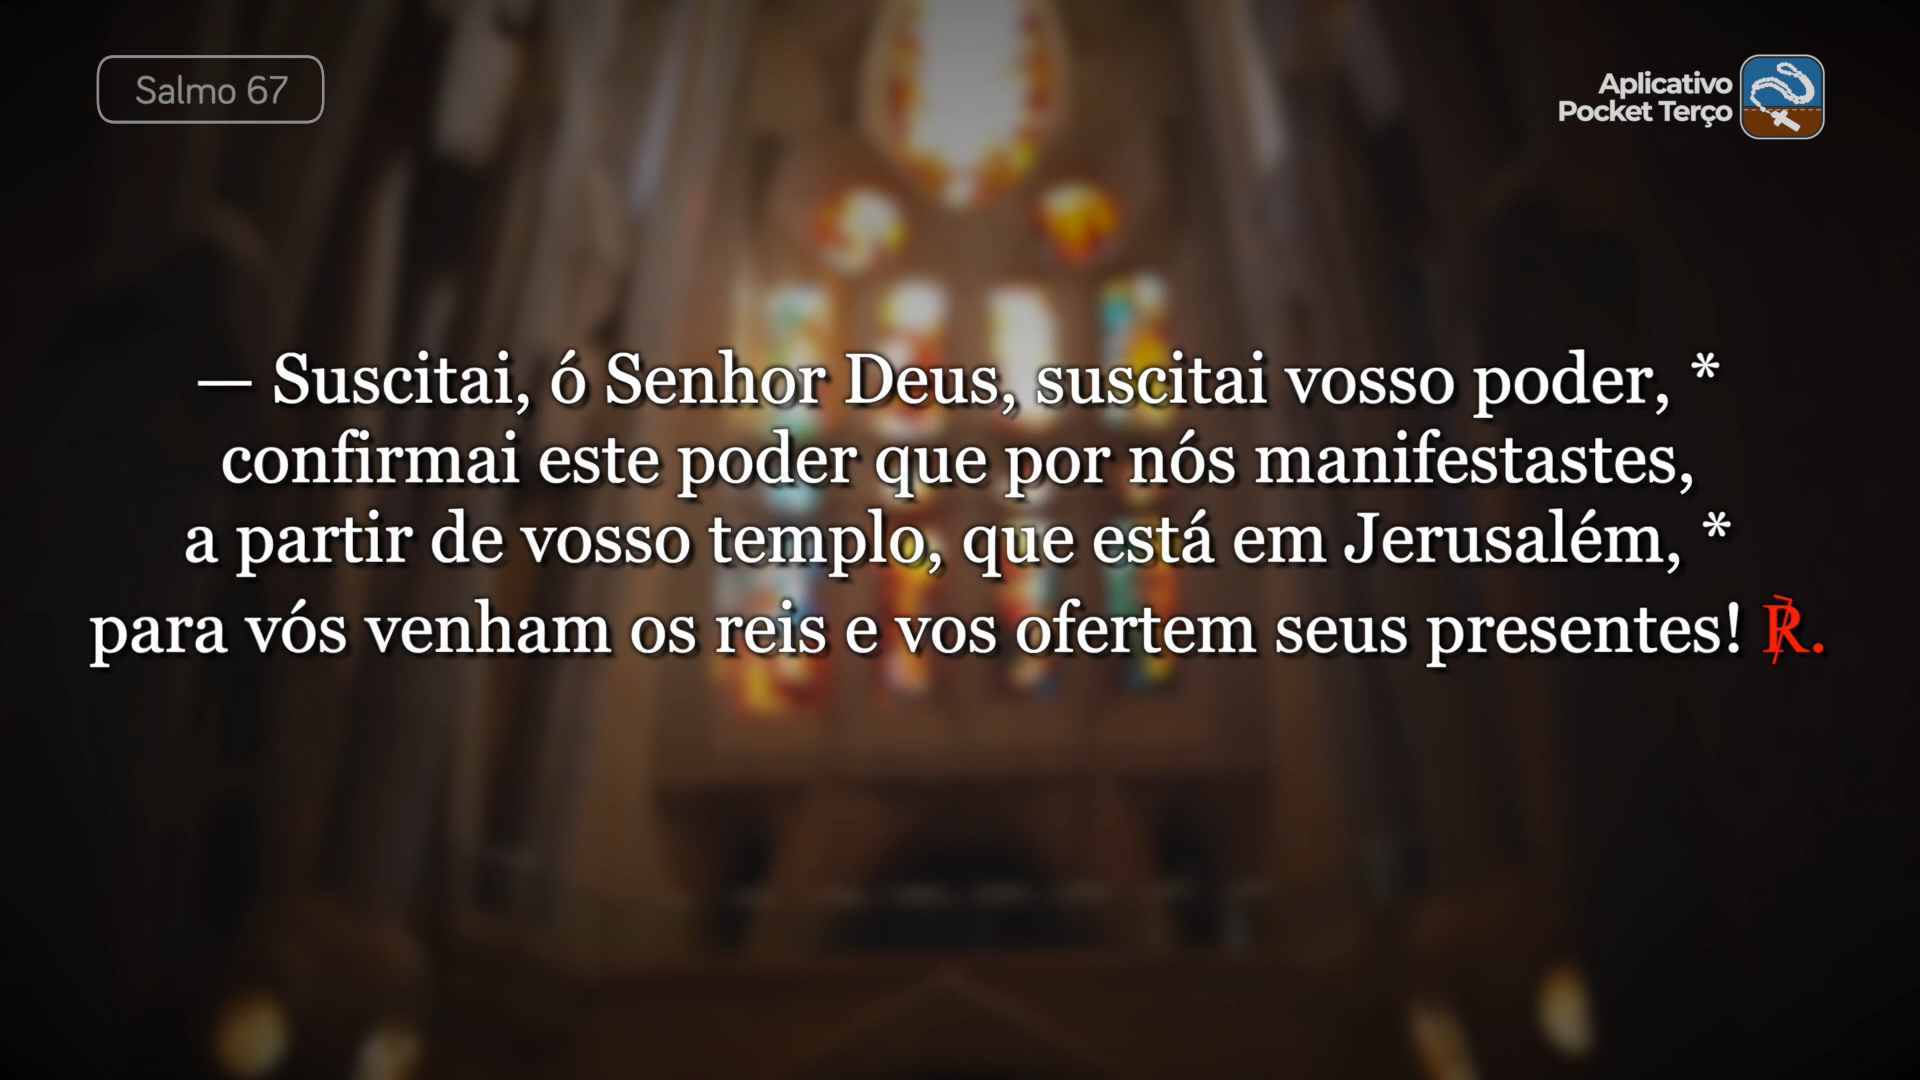 Salmo 67
Aplicativo
Pocket Terço
— Suscitai, ó Senhor Deus, suscitai vosso poder, *
confirmai este poder que por nós manifestastes,
a partir de vosso templo, que está em Jerusalém, *
para vós venham os reis e vos ofertem seus presentes! ℟.